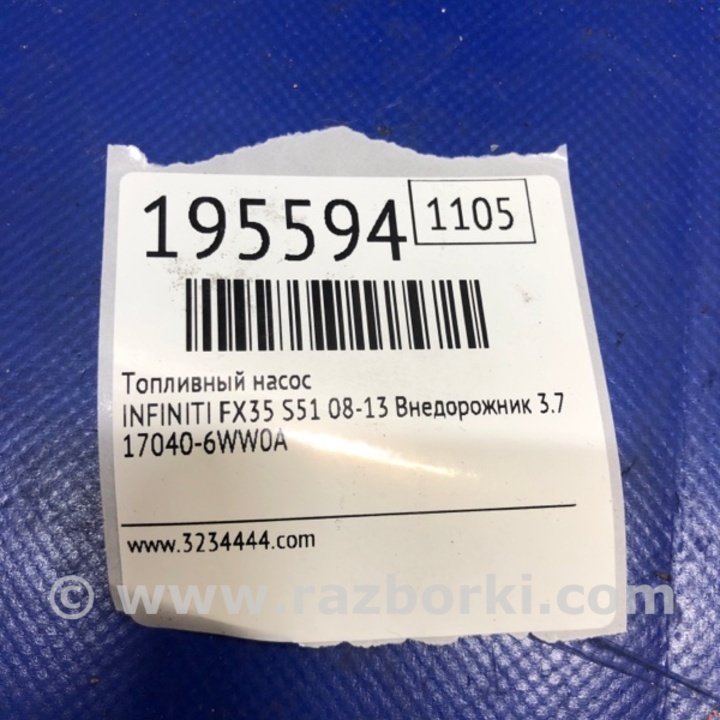 195594 1105
Топливный насос
INFINITI FX35 S51 08-13 Внедорожник 3.7
17040-6WW0A
www.3234444.com
© www.razborki.com